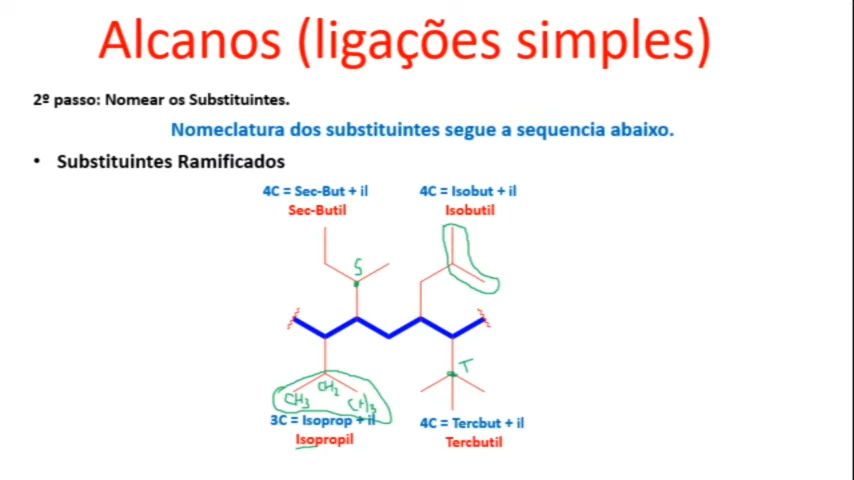 Alcanos (ligações simples)
2º passo: Nomear os Substituintes.
Nomeclatura dos substituintes segue a sequencia abaixo.
• Substituintes Ramificados
4C = Sec-But + il
Sec-Butil
4C = Isobut + il
Isobutil
S
T
CH2
CH3
CH3
3C = Isoprop + il
Isopropil
4C = Tercbut + il
Tercbutil